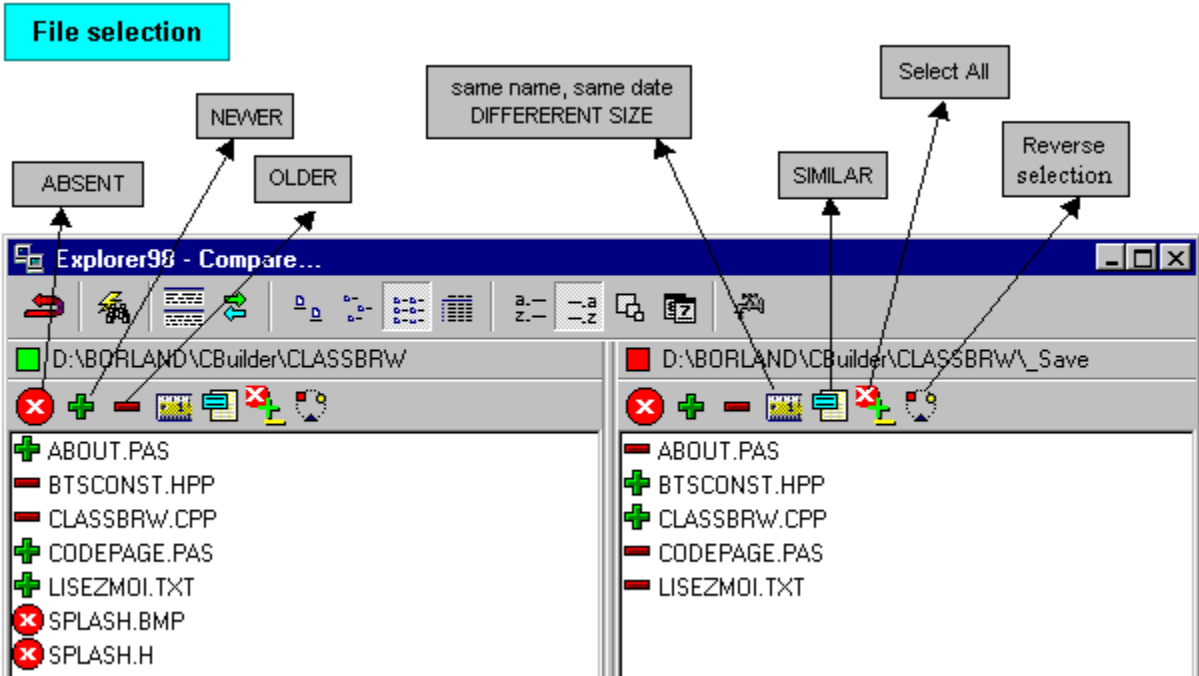 File selection
same name, same date
DIFFERERENT SIZE
Select All
NEWER
Reverse
selection
ABSENT
OLDER
SIMILAR
Explorer98 - Compare...
D:\BORLAND\CBuilder\CLASSBRW
D:\BORLAND\CBuilder\CLASSBRW\_Save
ABOUT.PAS
BTSCONST.HPP
CLASSBRW.CPP
CODEPAGE.PAS
LISEZMOI.TXT
SPLASH.BMP
SPLASH.H
ABOUT.PAS
BTSCONST.HPP
CLASSBRW.CPP
CODEPAGE.PAS
LISEZMOI.TXT